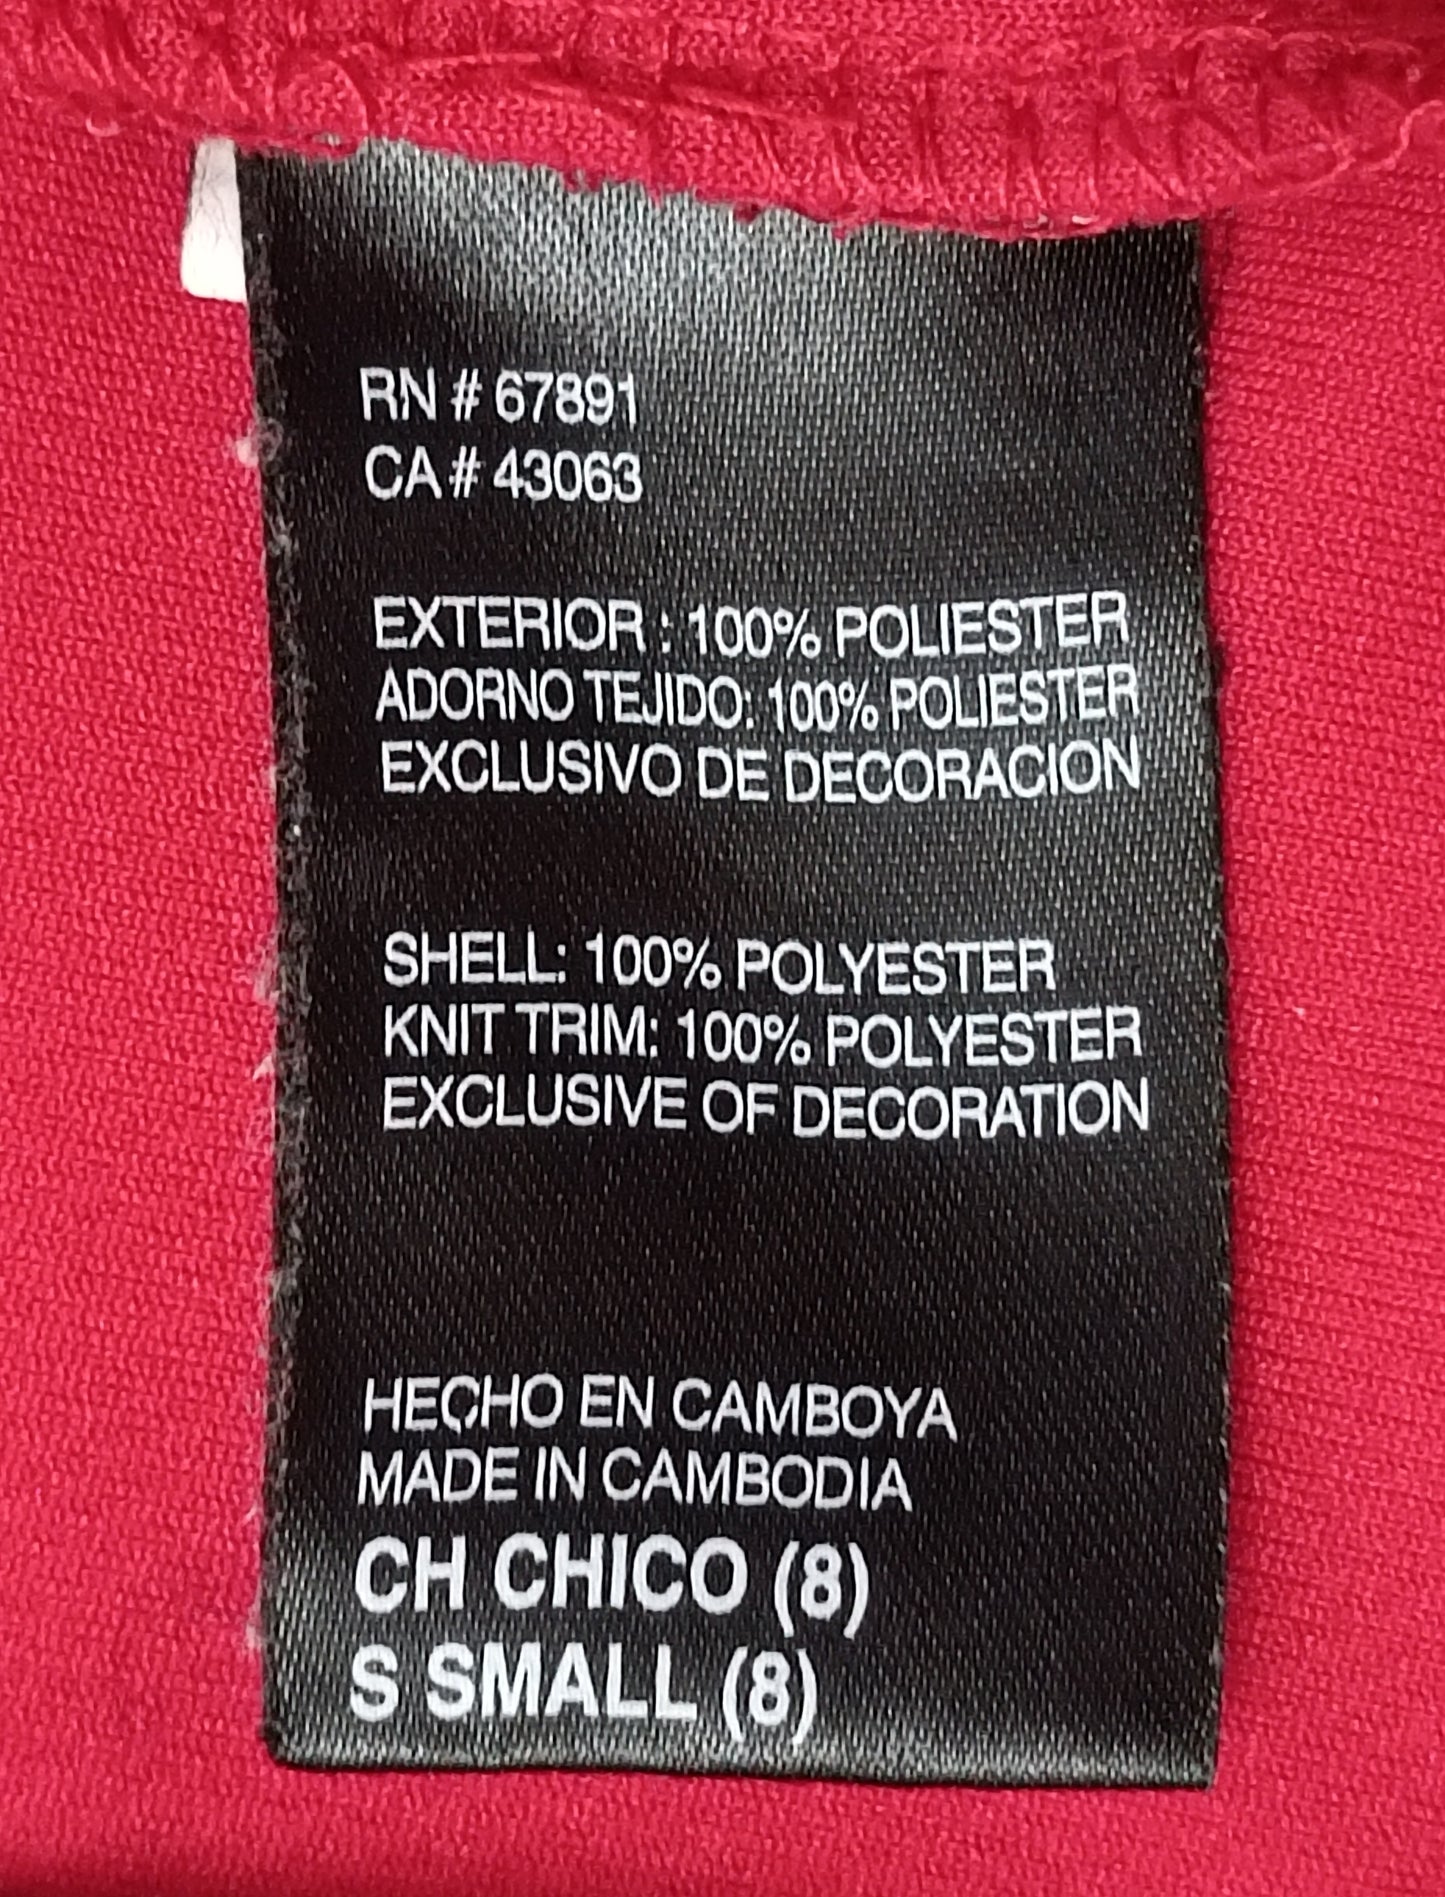 RN # 67891
CA # 43063
EXTERIOR : 100% POLIESTER
ADORNO TEJIDO: 100% POLIESTER
EXCLUSIVO DE DECORACION
SHELL: 100% POLYESTER
KNIT TRIM: 100% POLYESTER
EXCLUSIVE OF DECORATION
HECHO EN CAMBOYA
MADE IN CAMBODIA
CH CHICO (8)
S SMALL (8)